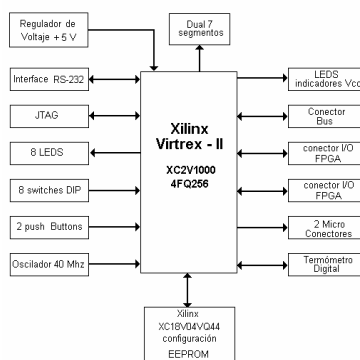 Regulador de
Voltaje + 5 V
Dual 7
segmentos
Interface RS-232
JTAG
8 LEDS
8 switches DIP
2 push Buttons
Oscilador 40 Mhz
Xilinx
Virtrex - II
XC2V1000
4FQ256
LEDS
indicadores Vcc
Conector
Bus
conector I/O
FPGA
conector I/O
FPGA
2 Micro
Conectores
Termómetro
Digital
Xilinx
XC18V04VQ44
configuración
EEPROM